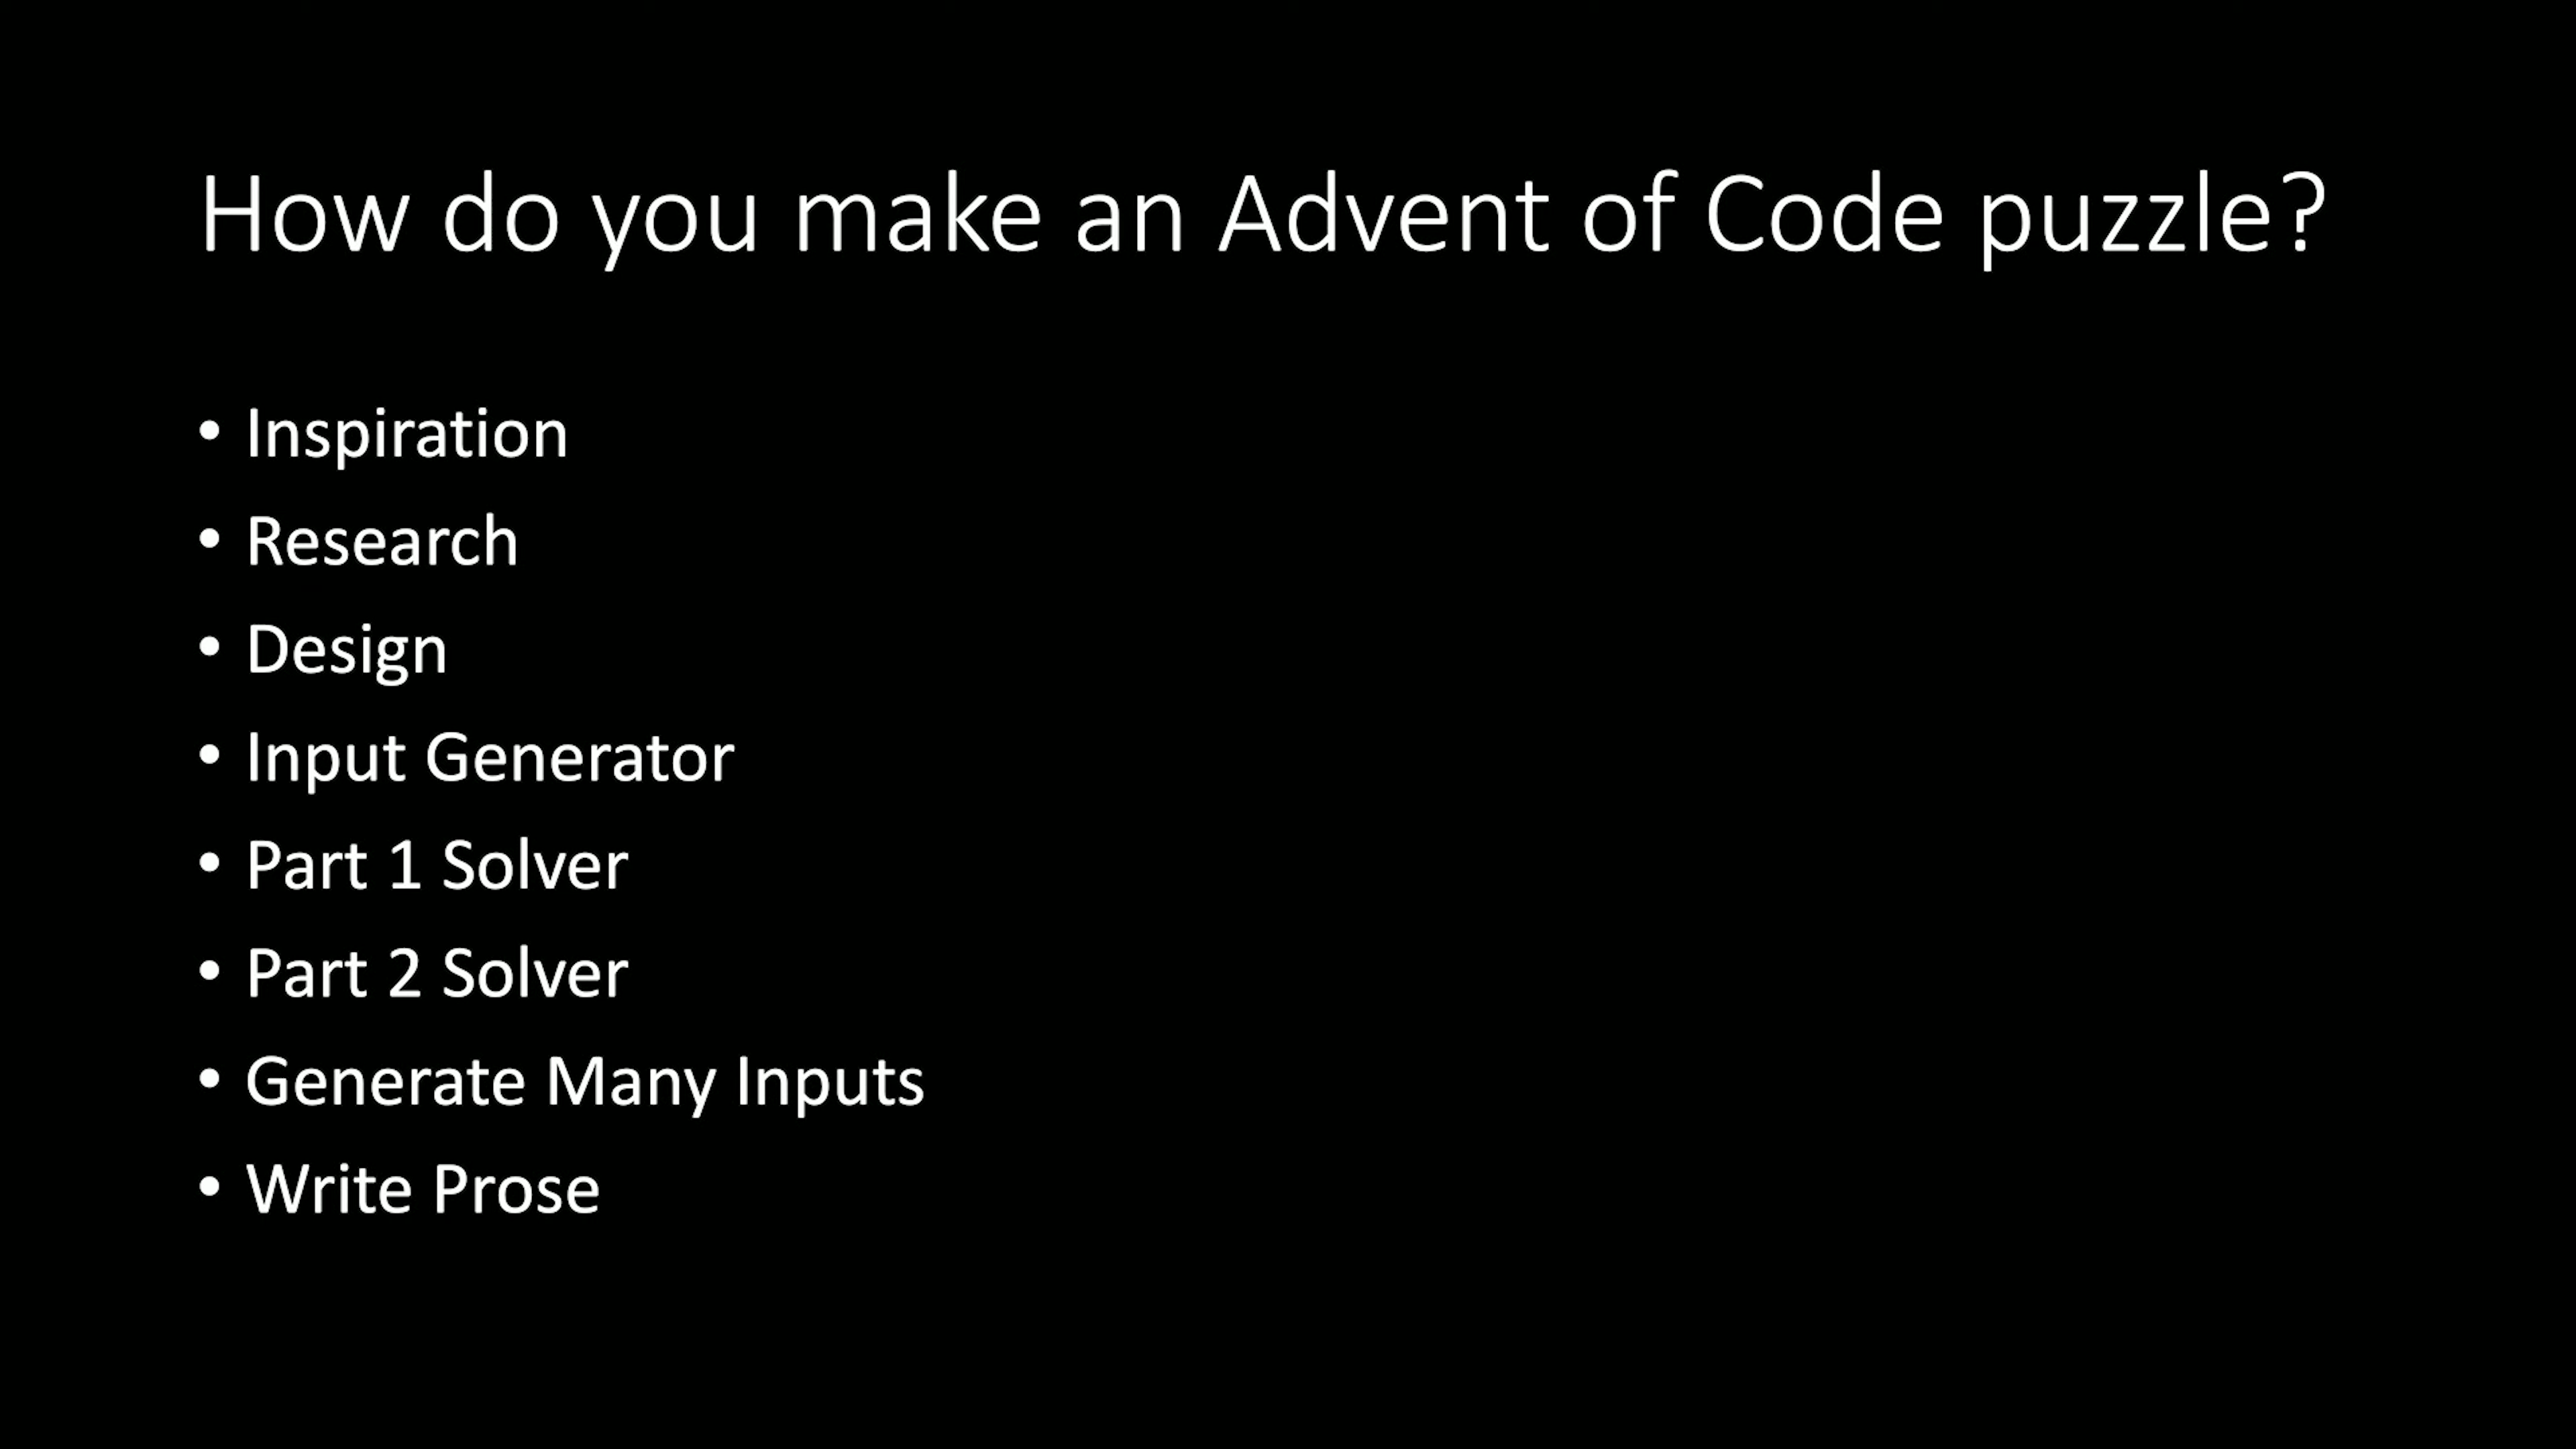 How do you make an Advent of Code puzzle?
• Inspiration
• Research
• Design
• Input Generator
• Part 1 Solver
• Part 2 Solver
• Generate Many Inputs
• Write Prose